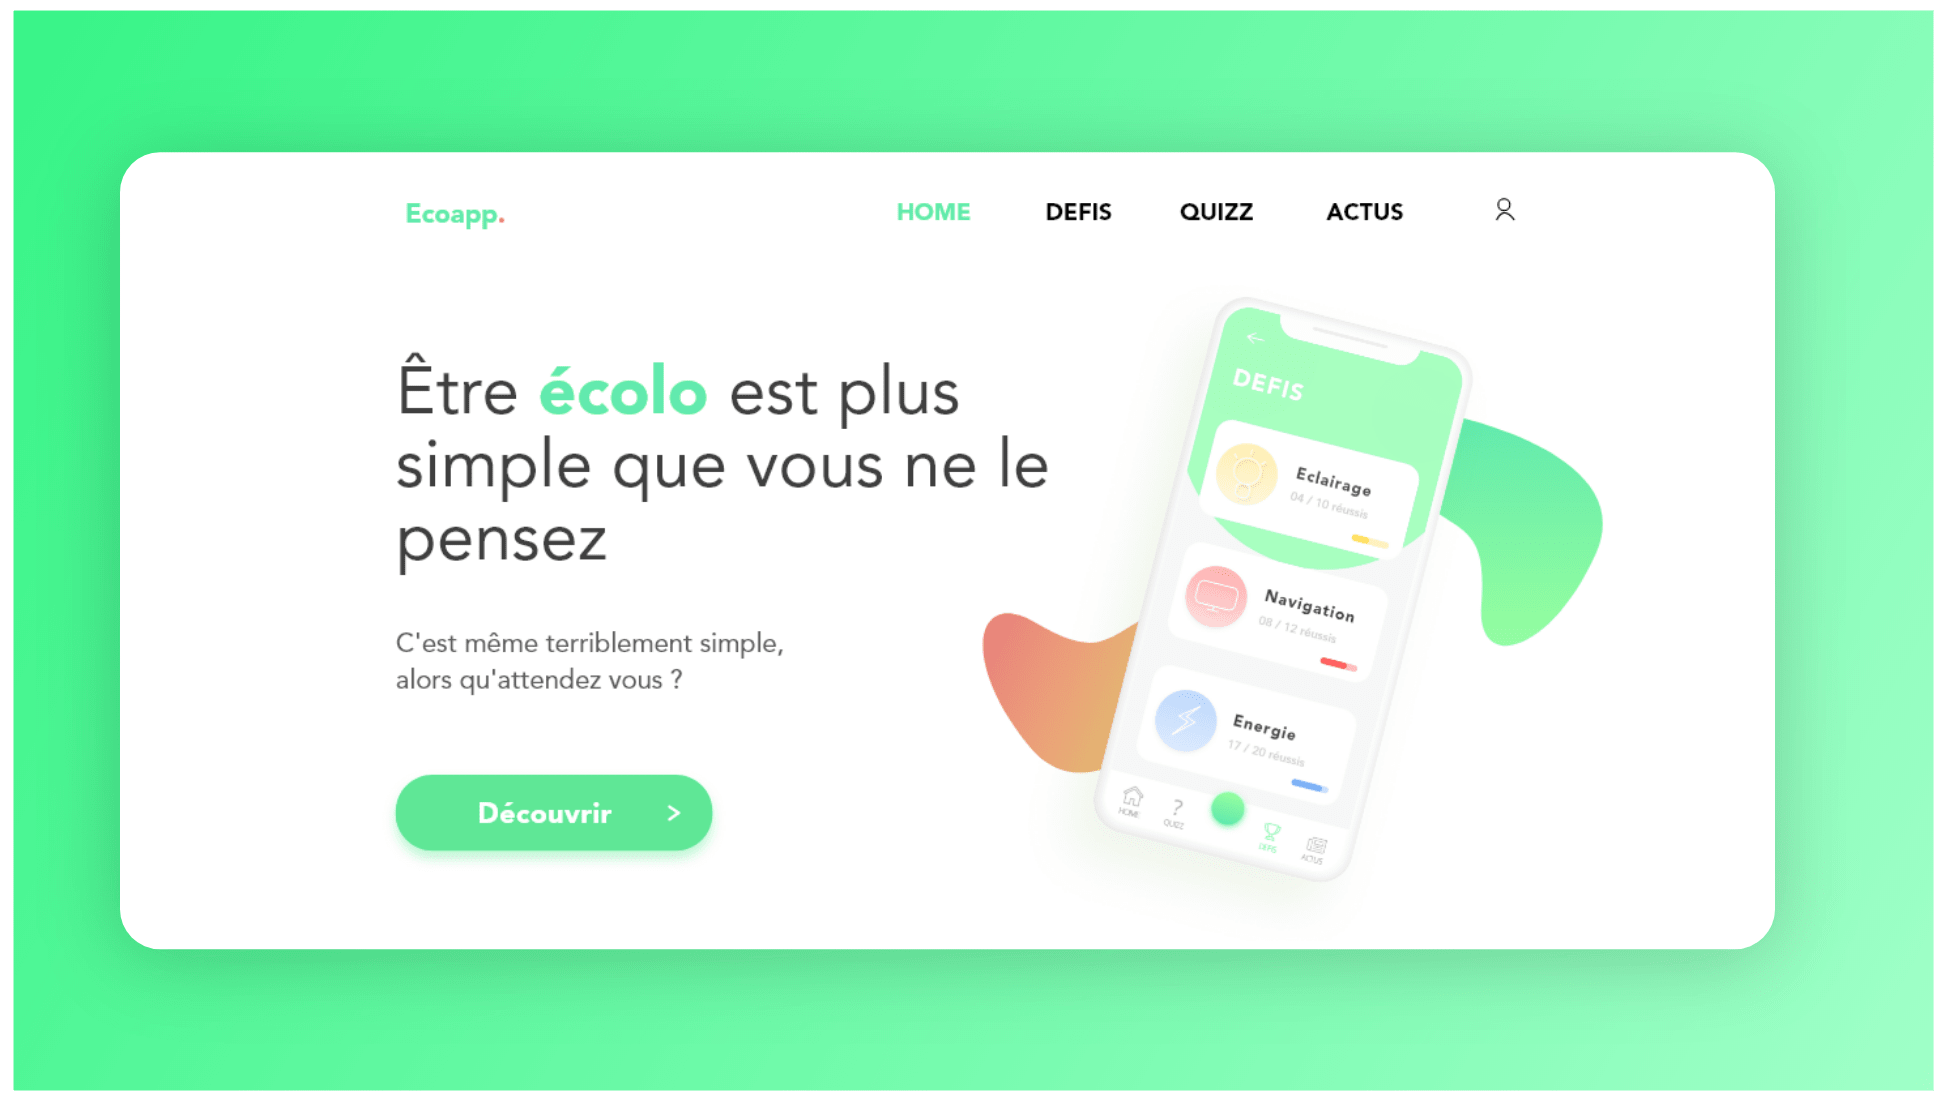 Ecoapp.
HOME DEFIS QUIZZ ACTUS
Être écolo est plus
simple que vous ne le
pensez
C'est même terriblement simple,
alors qu'attendez vous ?
Découvrir >
DEFIS
Eclairage
04 / 10 réussis
Navigation
08 / 12 réussis
Energie
17 / 20 réussis
HOME
?
QUIZZ
DEFIS
ACTUS